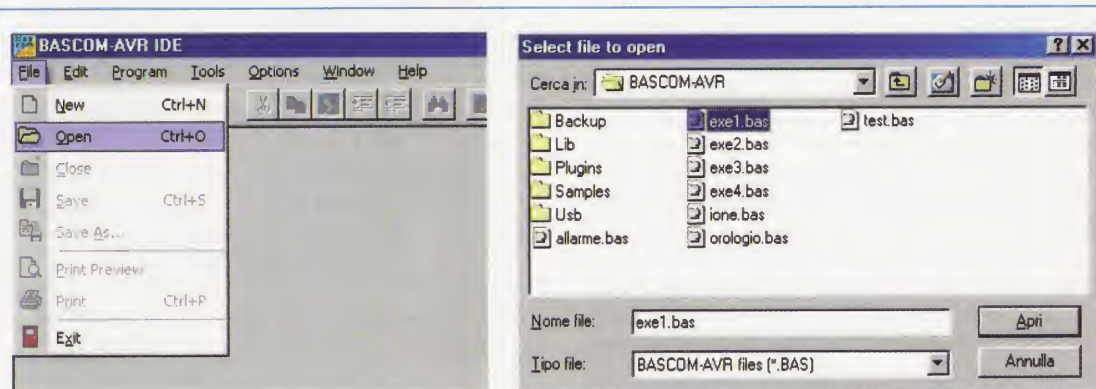 BASCOM-AVR IDE
File Edit Program Tools Options Window Help
New Ctrl+N
Open Ctrl+O
Close
Save Ctrl+S
Save As...
Print Preview
Print Ctrl+P
Exit
Select file to open
Cerca in: BASCOM-AVR
Backup exe1.bas test.bas
Lib exe2.bas
Plugins exe3.bas
Samples exe4.bas
Usb ione.bas
allarme.bas orologio.bas
Nome file: exe1.bas Apri
Tipo file: BASCOM-AVR files (*.BAS) Annulla